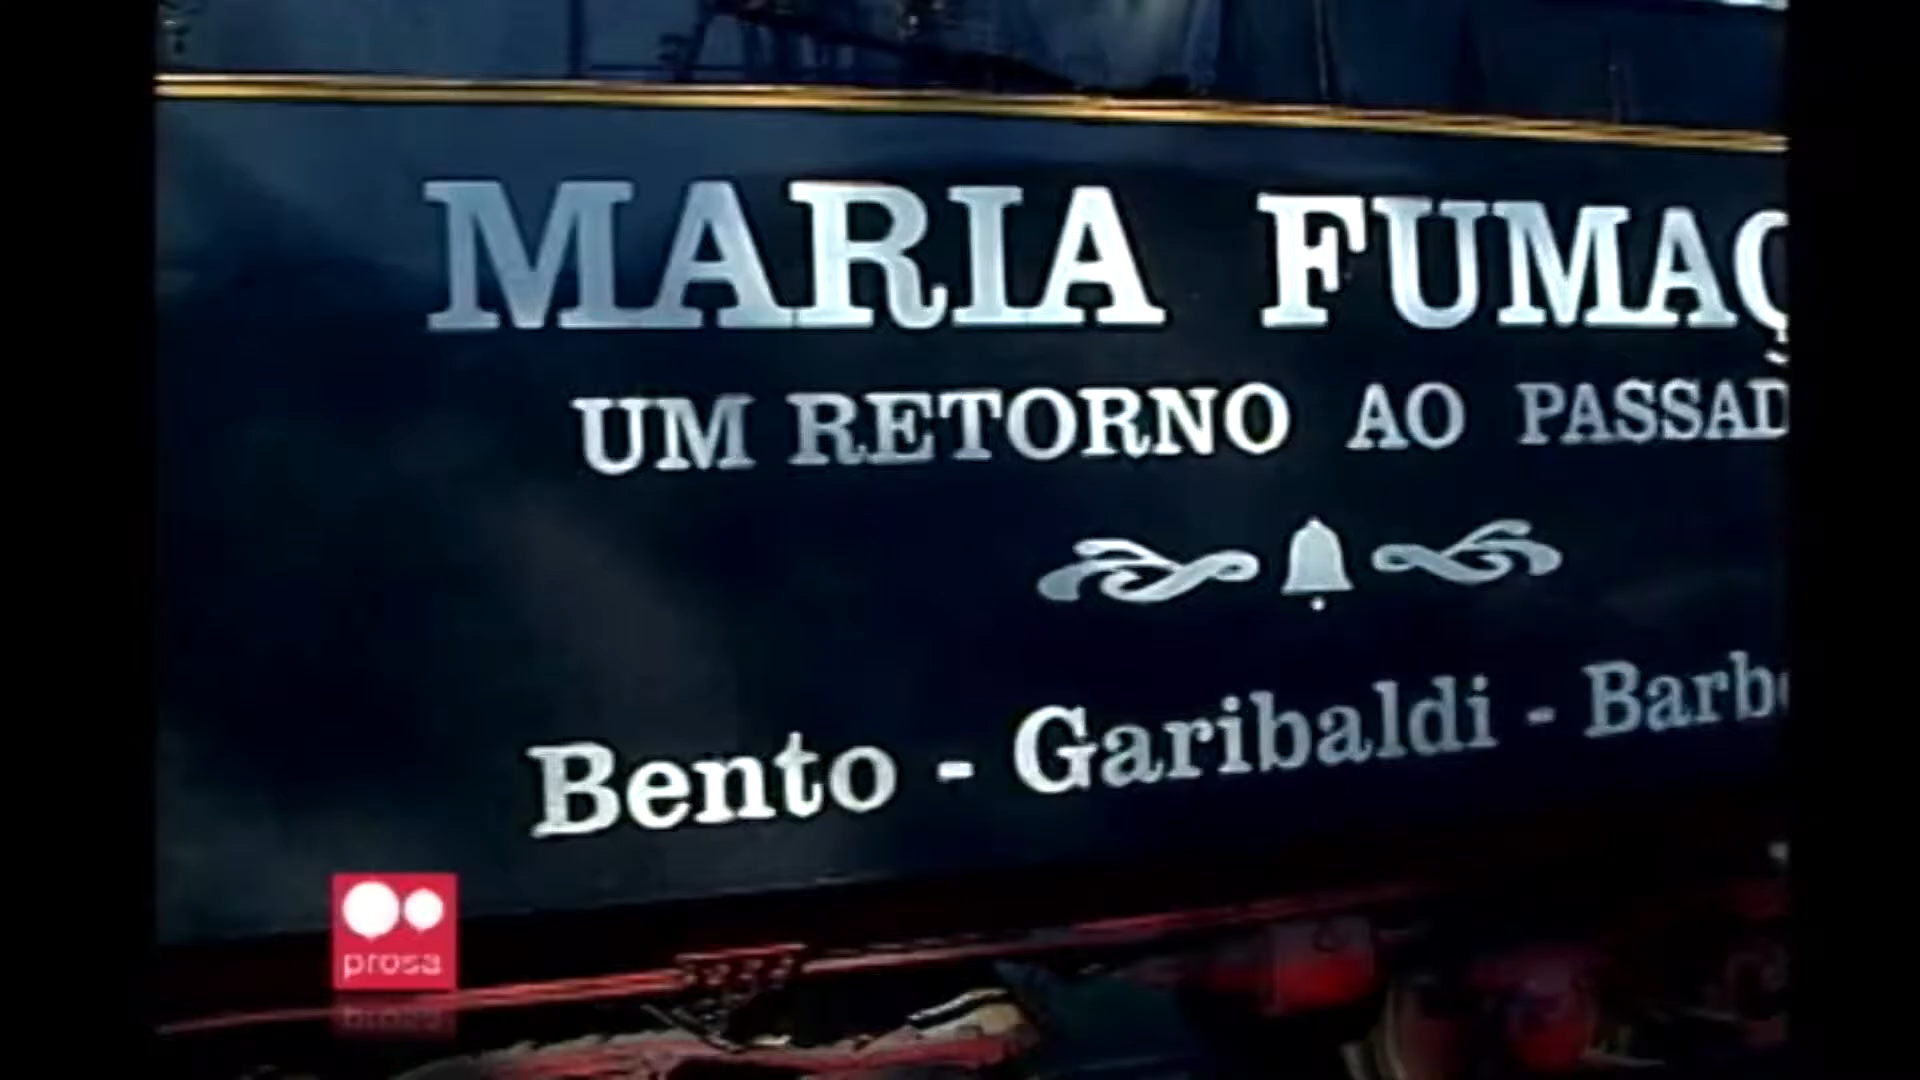 MARIA FUMAÇ
UM RETORNO AO PASSAD
Bento - Garibaldi - Barb
prosa